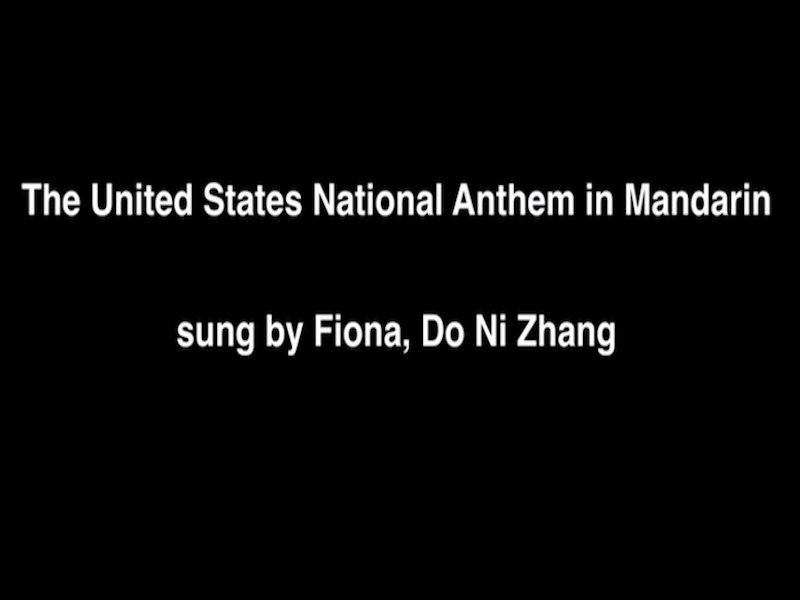 The United States National Anthem in Mandarin
sung by Fiona, Do Ni Zhang